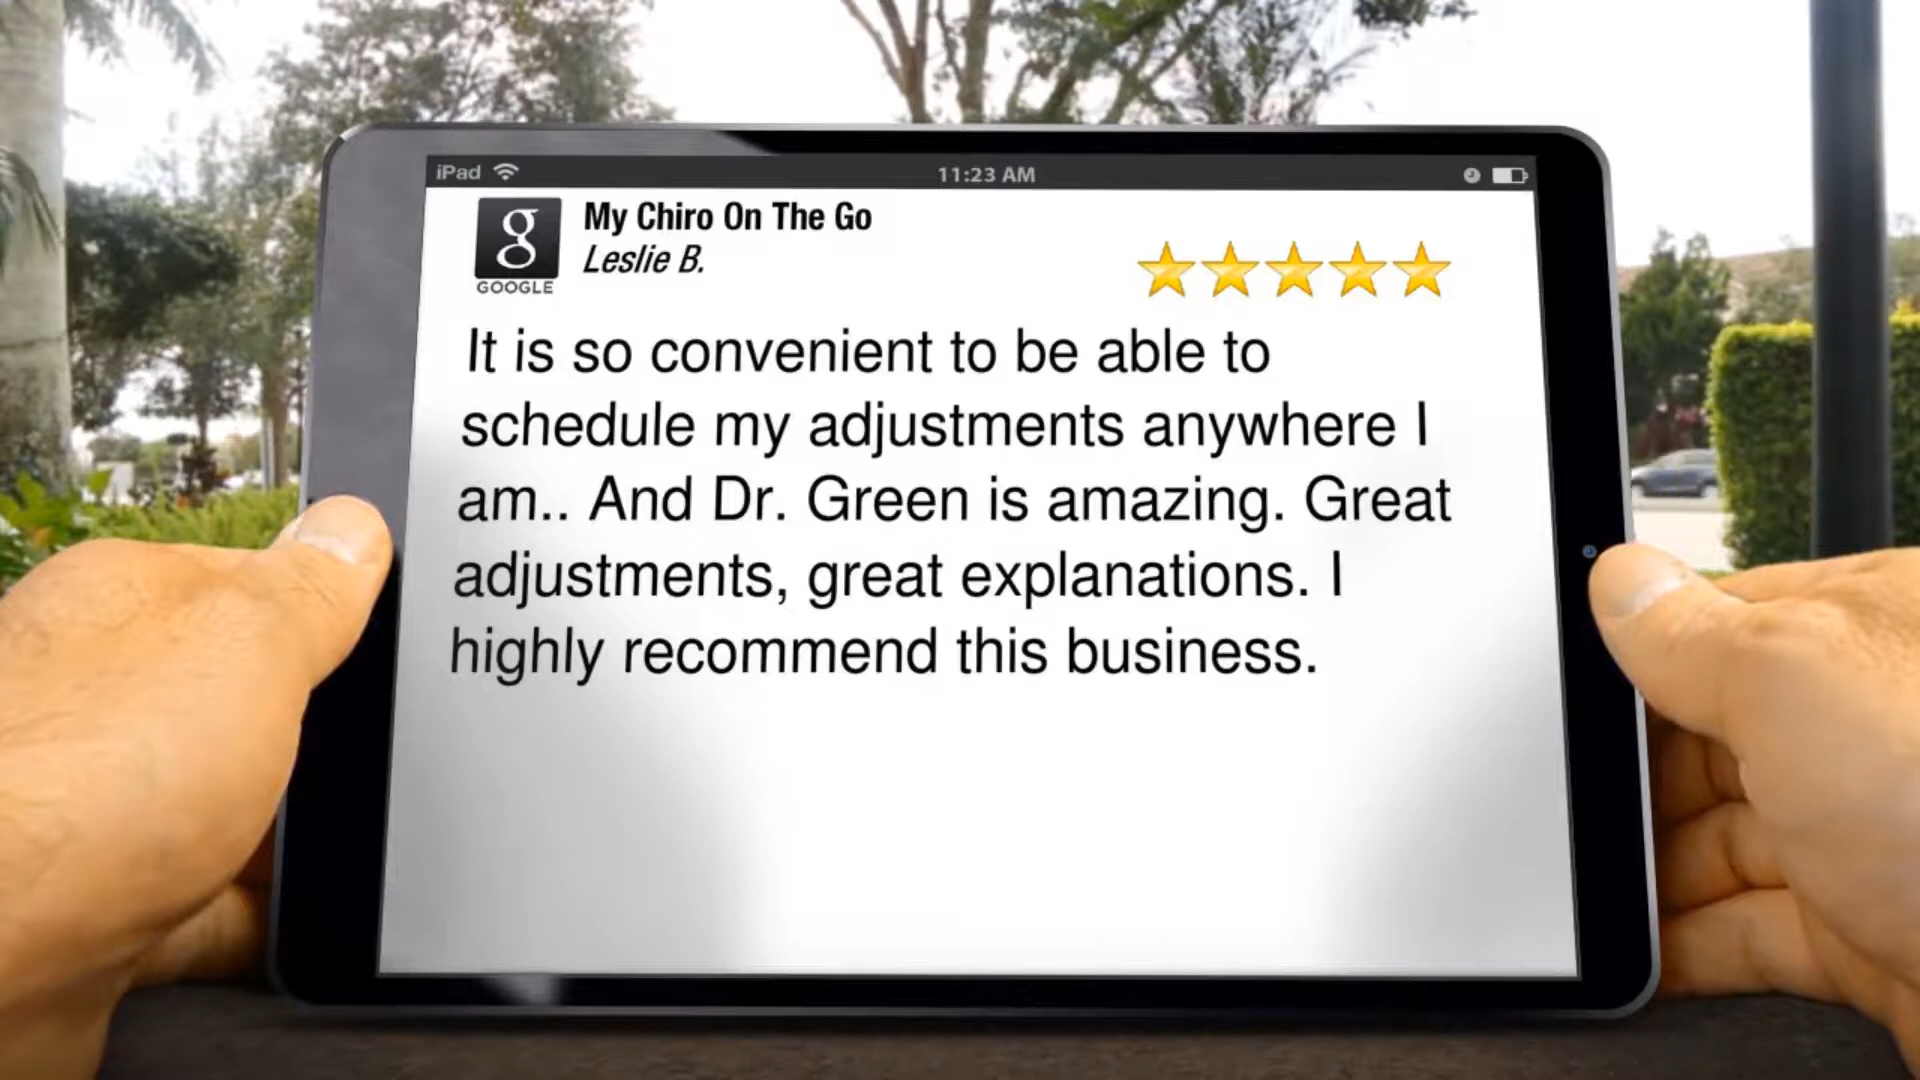 iPad
11:23 AM
g
GOOGLE
My Chiro On The Go
Leslie B.
It is so convenient to be able to
schedule my adjustments anywhere I
am.. And Dr. Green is amazing. Great
adjustments, great explanations. I
highly recommend this business.